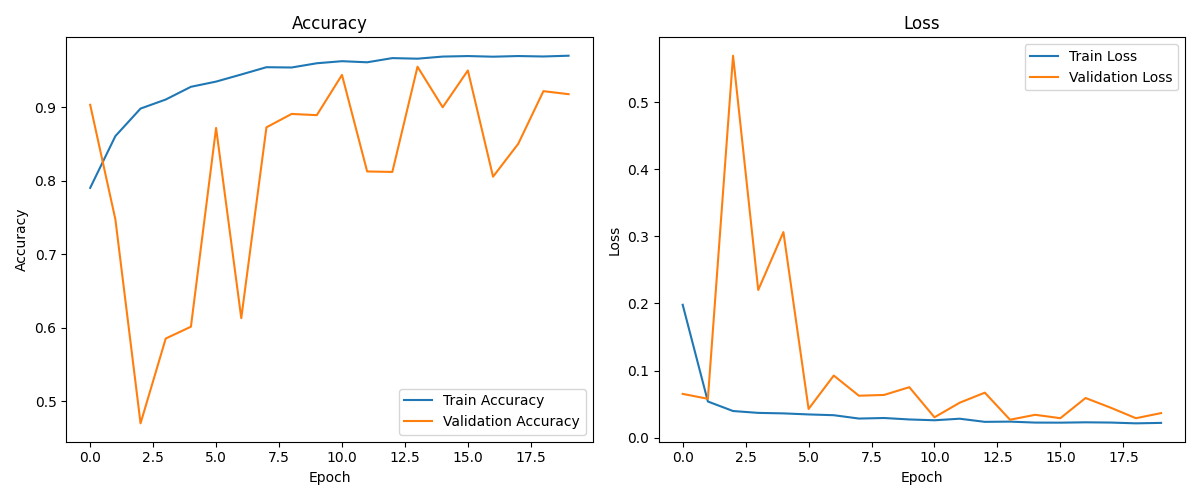 Accuracy
Accuracy
0.9
0.8
0.7
0.6
0.5
0.0 2.5 5.0 7.5 10.0 12.5 15.0 17.5
Epoch
Train Accuracy
Validation Accuracy
Loss
Loss
0.5
0.4
0.3
0.2
0.1
0.0
0.0 2.5 5.0 7.5 10.0 12.5 15.0 17.5
Epoch
Train Loss
Validation Loss